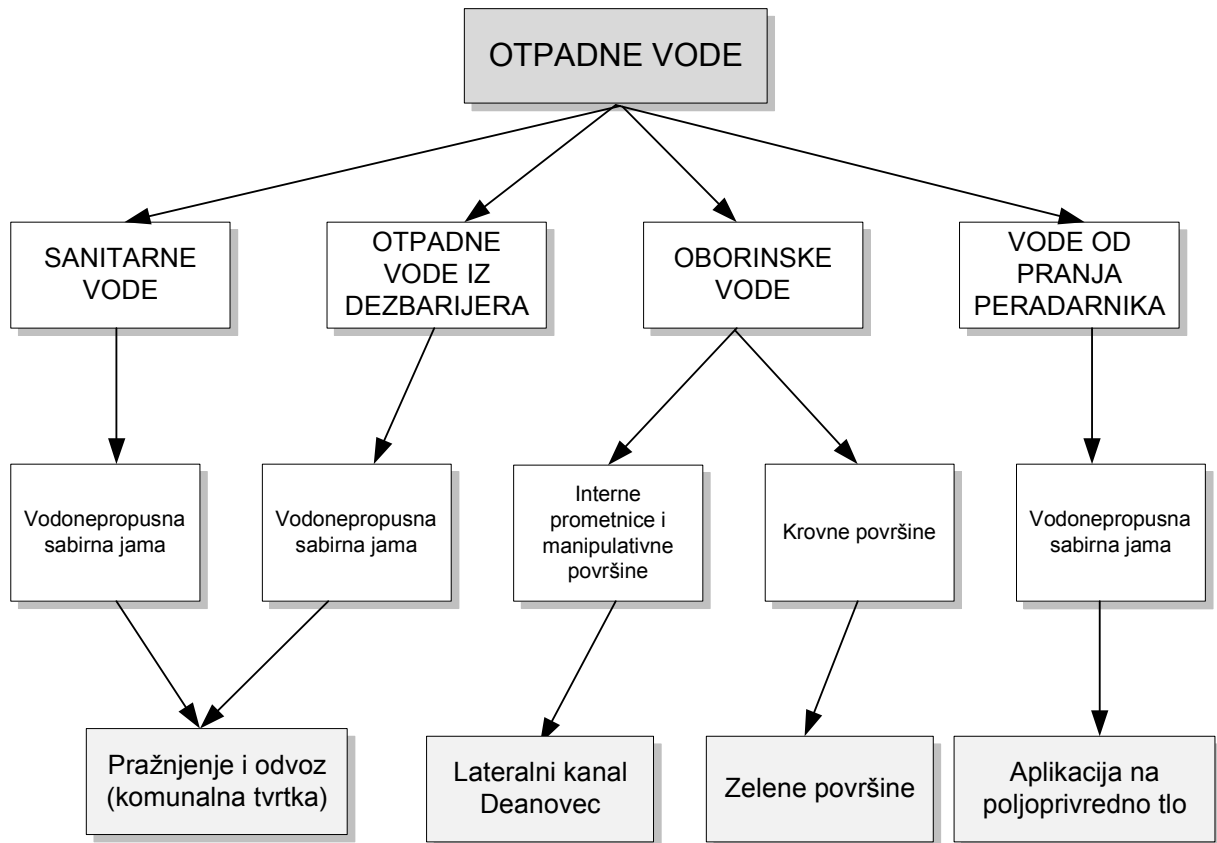 OTPADNE VODE
SANITARNE
VODE
OTPADNE
VODE IZ
DEZBARIJERA
OBORINSKE
VODE
VODE OD
PRANJA
PERADARNIKA
Vodonepropusna
sabirna jama
Vodonepropusna
sabirna jama
Interne
prometnice i
manipulativne
površine
Krovne površine
Vodonepropusna
sabirna jama
Pražnjenje i odvoz
(komunalna tvrtka)
Lateralni kanal
Deanovec
Zelene površine
Aplikacija na
poljoprivredno tlo